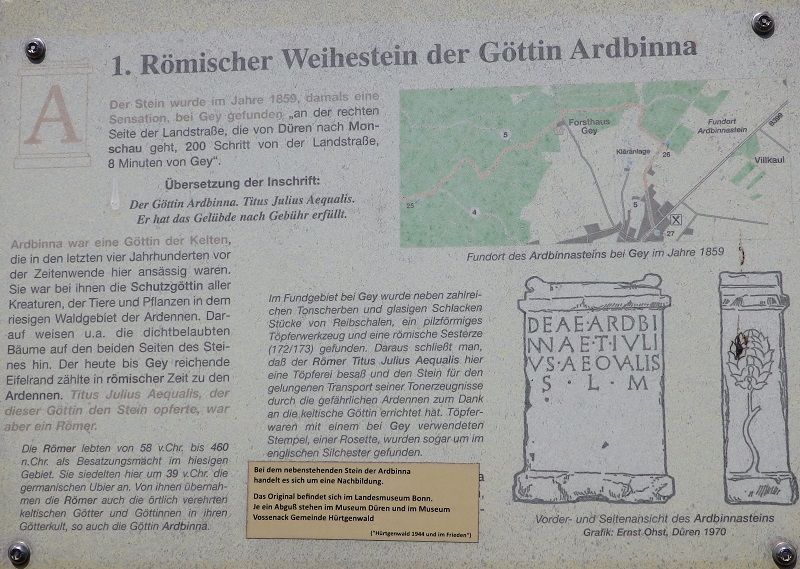 1. Römischer Weihestein der Göttin Ardbinna
A
Der Stein wurde im Jahre 1859, damals eine
Sensation, bei Gey gefunden „an der rechten
Seite der Landstraße, die von Düren nach Mon-
schau geht, 200 Schritt von der Landstraße,
8 Minuten von Gey".
Übersetzung der Inschrift:
Der Göttin Ardbinna. Titus Julius Aequalis.
Er hat das Gelübde nach Gebühr erfüllt.
Ardbinna war eine Göttin der Kelten,
die in den letzten vier Jahrhunderten vor
der Zeitenwende hier ansässig waren.
Sie war bei ihnen die Schutzgöttin aller
Kreaturen, der Tiere und Pflanzen in dem
riesigen Waldgebiet der Ardennen. Dar-
auf weisen u.a. die dichtbelaubten
Bäume auf den beiden Seiten des Stei-
nes hin. Der heute bis Gey reichende
Eifelrand zählte in römischer Zeit zu den
Ardennen. Titus Julius Aequalis, der
dieser Göttin den Stein opferte, war
aber ein Römer.
Die Römer lebten von 58 v.Chr. bis 460
n.Chr. als Besatzungsmacht im hiesigen
Gebiet. Sie siedelten hier um 39 v.Chr. die
germanischen Ubier an. Von ihnen übernah-
men die Römer auch die örtlich verehrten
keltischen Götter und Göttinnen in ihren
Götterkult, so auch die Göttin Ardbinna.
Im Fundgebiet bei Gey wurde neben zahlrei-
chen Tonscherben und glasigen Schlacken
Stücke von Reibschalen, ein pilzförmiges
Töpferwerkzeug und eine römische Sesterze
(172/173) gefunden. Daraus schließt man,
daß der Römer Titus Julius Aequalis hier
eine Töpferei besaß und den Stein für den
gelungenen Transport seiner Tonerzeugnisse
durch die gefährlichen Ardennen zum Dank
an die keltische Göttin errichtet hat. Töpfer-
waren mit einem bei Gey verwendeten
Stempel, einer Rosette, wurden sogar um im
englischen Silchester gefunden.
Bei dem nebenstehenden Stein der Ardbinna
handelt es sich um eine Nachbildung.
Das Original befindet sich im Landesmuseum Bonn.
Je ein Abguß stehen im Museum Düren und im Museum
Vossenack Gemeinde Hürtgenwald
("Hürtgenwald 1944 und im Frieden")
Forsthaus
Gey
Fundort
Ardbinnastein
B399
Kläranlage
Villkaul
5
26
25
4
5
27
Fundort des Ardbinnasteins bei Gey im Jahre 1859
DEAE·ARDBI
NNAE·T·IVLI
VS·AEQVALIS
S·L·M
Vorder- und Seitenansicht des Ardbinnasteins
Grafik: Ernst Ohst, Düren 1970